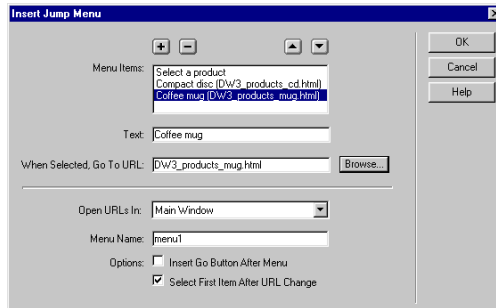 Insert Jump Menu
OK
Cancel
Help
Menu Items:
Select a product
Compact disc (DW3_products_cd.html)
Coffee mug (DW3_products_mug.html)
Text: Coffee mug
When Selected, Go To URL: DW3_products_mug.html Browse...
Open URLs In: Main Window
Menu Name: menu1
Options: Insert Go Button After Menu
Select First Item After URL Change